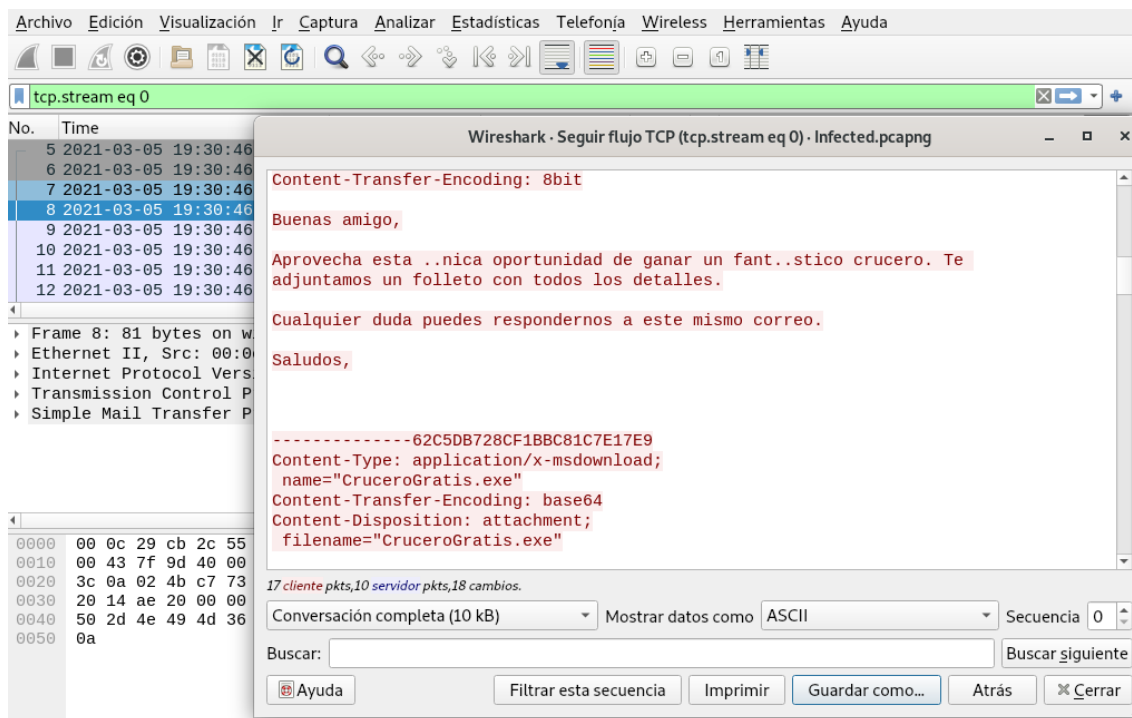 Archivo Edición Visualización Ir Captura Analizar Estadísticas Telefonía Wireless Herramientas Ayuda
tcp.stream eq 0
No. Time
5 2021-03-05 19:30:46
6 2021-03-05 19:30:46
7 2021-03-05 19:30:46
8 2021-03-05 19:30:46
9 2021-03-05 19:30:46
10 2021-03-05 19:30:46
11 2021-03-05 19:30:46
12 2021-03-05 19:30:46
Frame 8: 81 bytes on w
Ethernet II, Src: 00:0
Internet Protocol Vers
Transmission Control P
Simple Mail Transfer P
0000 00 0c 29 cb 2c 55
0010 00 43 7f 9d 40 00
0020 3c 0a 02 4b c7 73
0030 20 14 ae 20 00 00
0040 50 2d 4e 49 4d 36
0050 0a
Wireshark · Seguir flujo TCP (tcp.stream eq 0) · Infected.pcapng
Content-Transfer-Encoding: 8bit
Buenas amigo,
Aprovecha esta ..nica oportunidad de ganar un fant..stico crucero. Te
adjuntamos un folleto con todos los detalles.
Cualquier duda puedes respondernos a este mismo correo.
Saludos,
--------------62C5DB728CF1BBC81C7E17E9
Content-Type: application/x-msdownload;
name="CruceroGratis.exe"
Content-Transfer-Encoding: base64
Content-Disposition: attachment;
filename="CruceroGratis.exe"
17 cliente pkts,10 servidor pkts,18 cambios.
Conversación completa (10 kB) Mostrar datos como ASCII Secuencia 0
Buscar: Buscar siguiente
Ayuda Filtrar esta secuencia Imprimir Guardar como... Atrás Cerrar